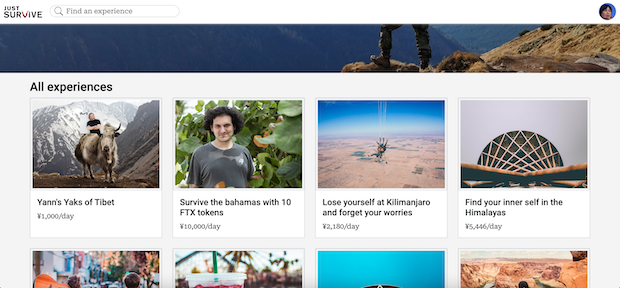 JUST
SURVIVE
Find an experience
All experiences
Yann's Yaks of Tibet
¥1,000/day
Survive the bahamas with 10
FTX tokens
¥10,000/day
Lose yourself at Kilimanjaro
and forget your worries
¥2,180/day
Find your inner self in the
Himalayas
¥5,446/day